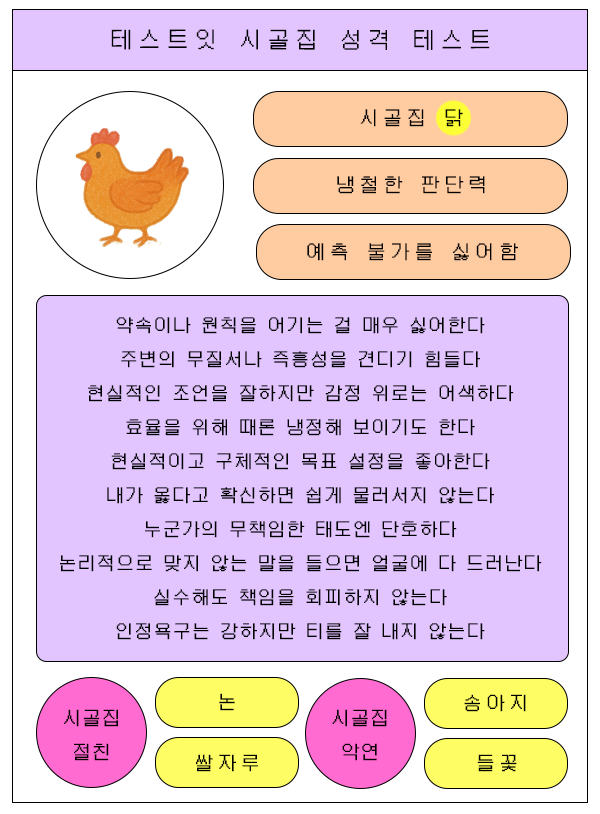 테스트잇 시골집 성격 테스트
시골집 닭
냉철한 판단력
예측 불가를 싫어함
약속이나 원칙을 어기는 걸 매우 싫어한다
주변의 무질서나 즉흥성을 견디기 힘들다
현실적인 조언을 잘하지만 감정 위로는 어색하다
효율을 위해 때론 냉정해 보이기도 한다
현실적이고 구체적인 목표 설정을 좋아한다
내가 옳다고 확신하면 쉽게 물러서지 않는다
누군가의 무책임한 태도엔 단호하다
논리적으로 맞지 않는 말을 들으면 얼굴에 다 드러난다
실수해도 책임을 회피하지 않는다
인정욕구는 강하지만 티를 잘 내지 않는다
시골집
절친
논
쌀자루
시골집
악연
송아지
들꽃